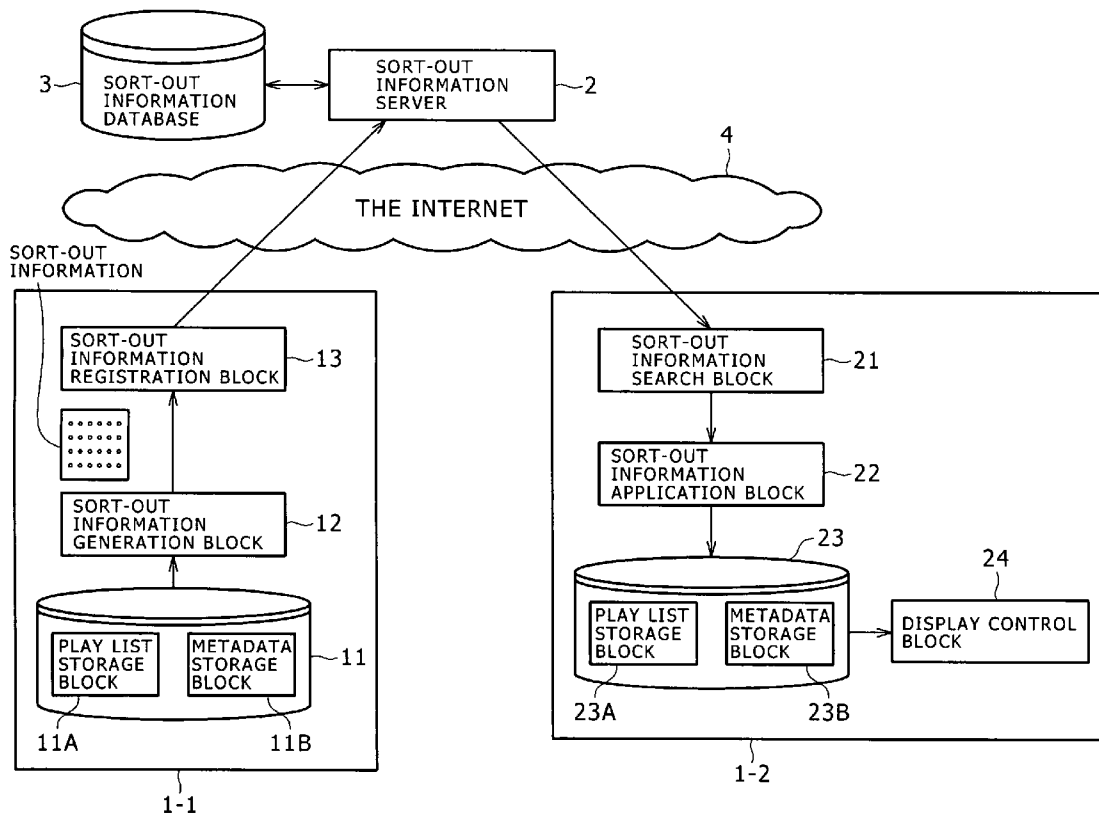 3
SORT-OUT
INFORMATION
DATABASE
SORT-OUT
INFORMATION
SERVER
2
4
THE INTERNET
SORT-OUT
INFORMATION
SORT-OUT
INFORMATION
REGISTRATION BLOCK
13
SORT-OUT
INFORMATION
GENERATION BLOCK
12
PLAY LIST
STORAGE
BLOCK
METADATA
STORAGE
BLOCK
11
11A
11B
1-1
SORT-OUT
INFORMATION
SEARCH BLOCK
21
SORT-OUT
INFORMATION
APPLICATION BLOCK
22
23
PLAY LIST
STORAGE
BLOCK
METADATA
STORAGE
BLOCK
23A
23B
24
DISPLAY CONTROL
BLOCK
1-2